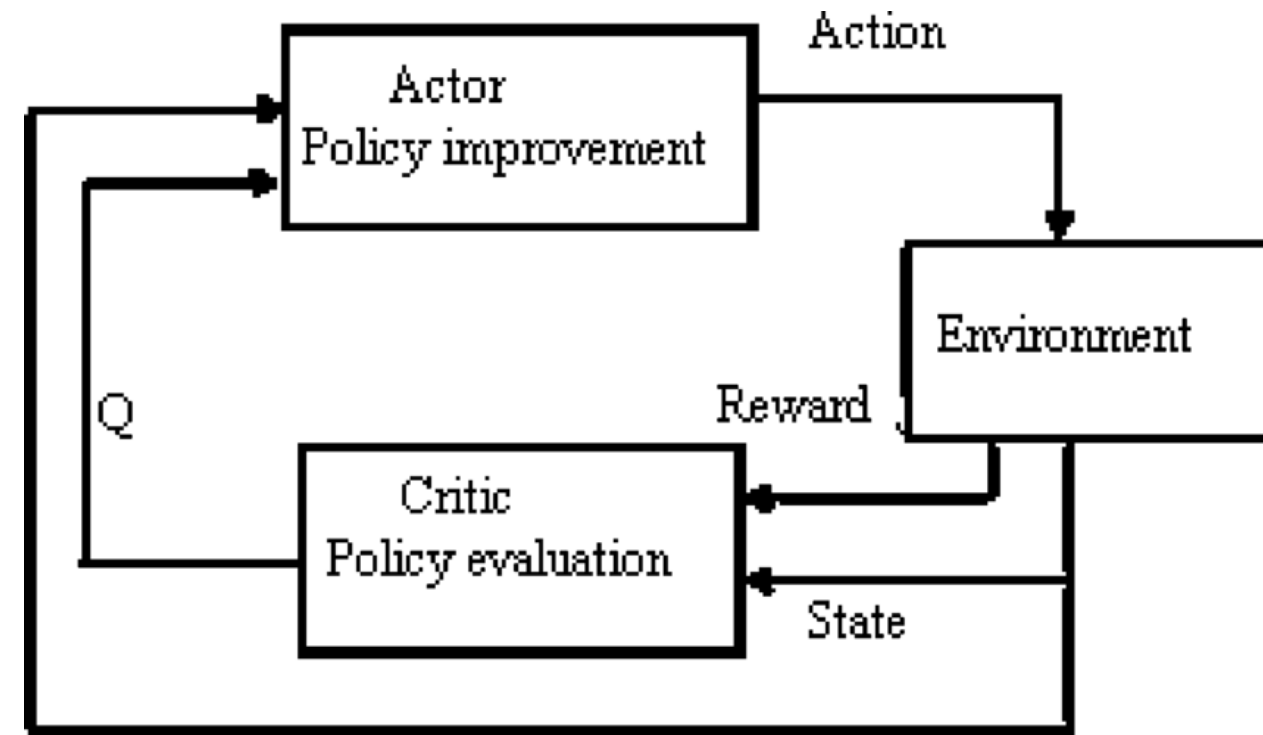 Action
Actor
Policy improvement
Environment
Reward
Q
Critic
Policy evaluation
State